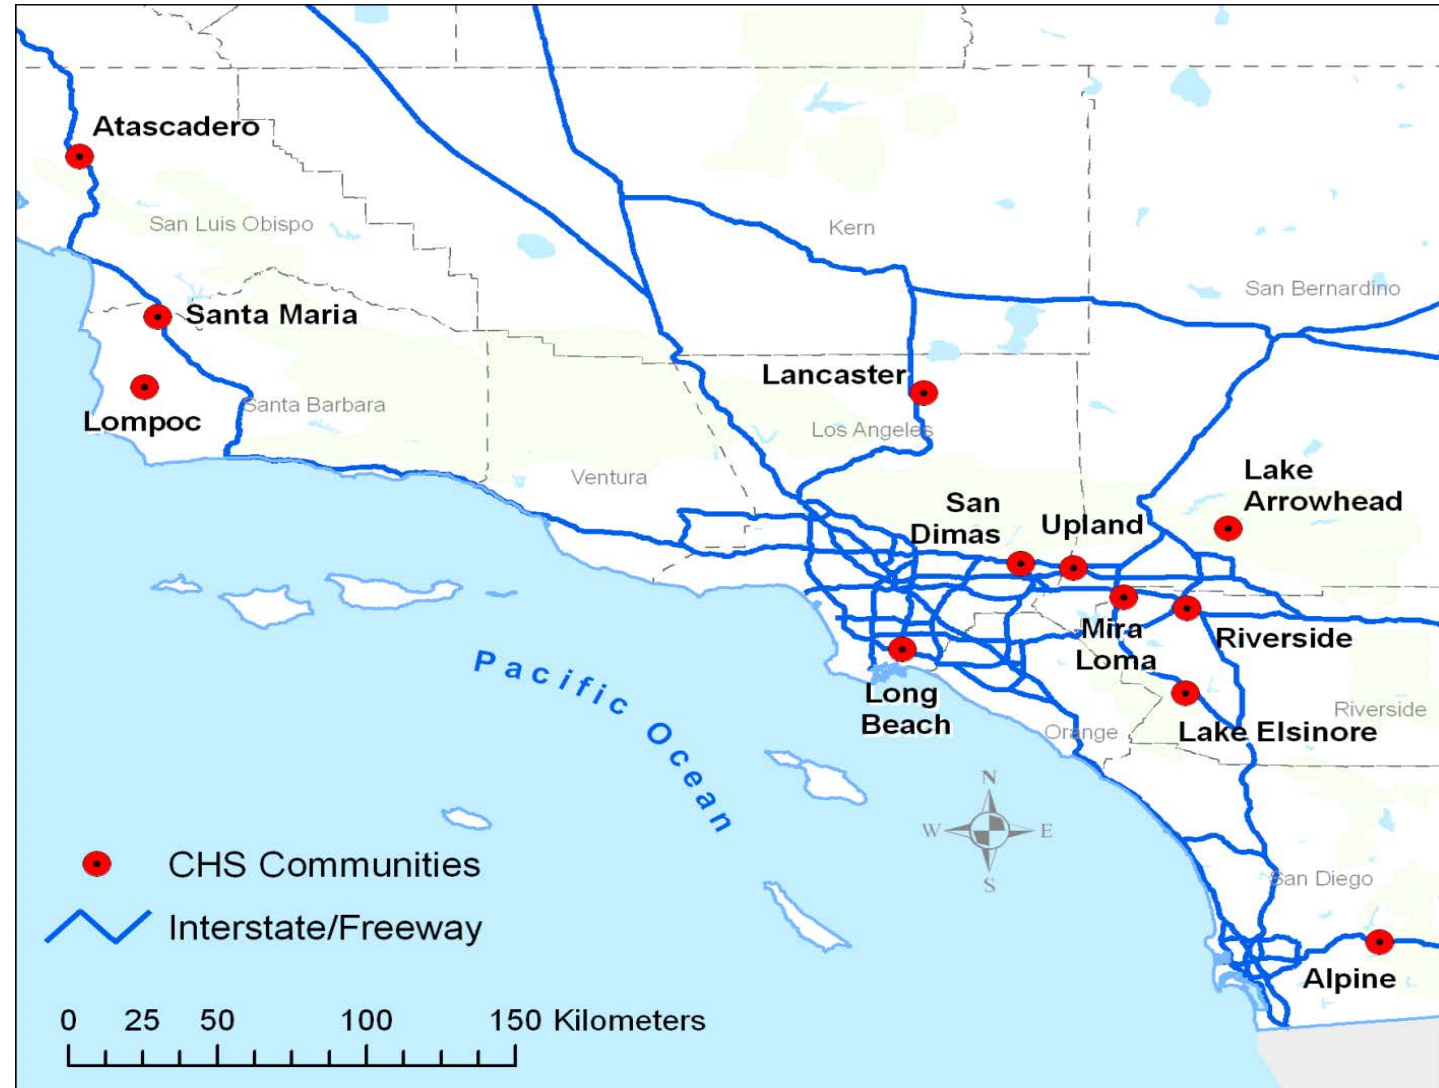 Atascadero
San Luis Obispo
Kern
San Bernardino
Santa Maria
Lancaster
Santa Barbara
Lompoc
Los Angeles
Ventura
Lake
Arrowhead
San
Dimas
Upland
Mira
Loma
Riverside
Long
Beach
Riverside
Orange
Lake Elsinore
Pacific Ocean
N
W
E
S
CHS Communities
Interstate/Freeway
San Diego
Alpine
0 25 50 100 150 Kilometers